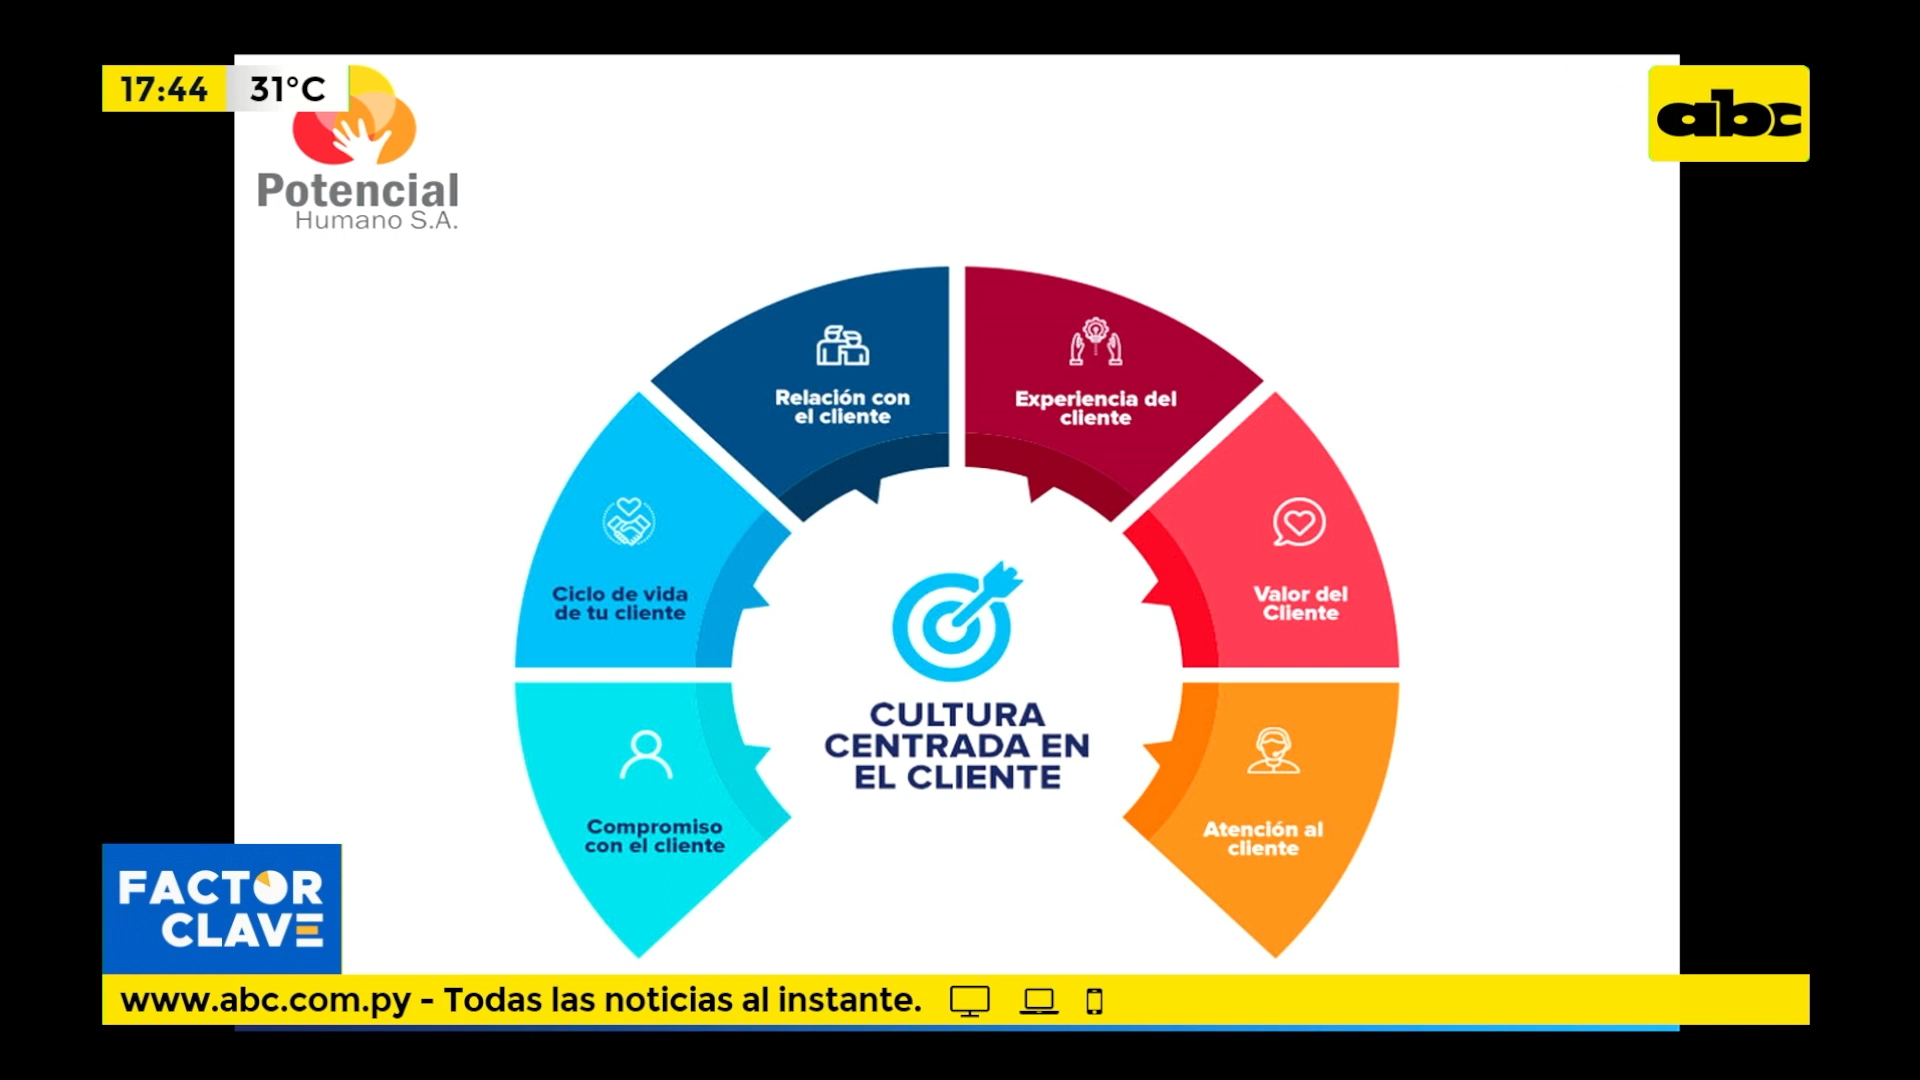 17:44 31°C
abc
Potencial
Humano S.A.
Relación con
el cliente
Experiencia del
cliente
Ciclo de vida
de tu cliente
Valor del
Cliente
CULTURA
CENTRADA EN
EL CLIENTE
Compromiso
con el cliente
Atención al
cliente
FACTOR
CLAVE
www.abc.com.py - Todas las noticias al instante.